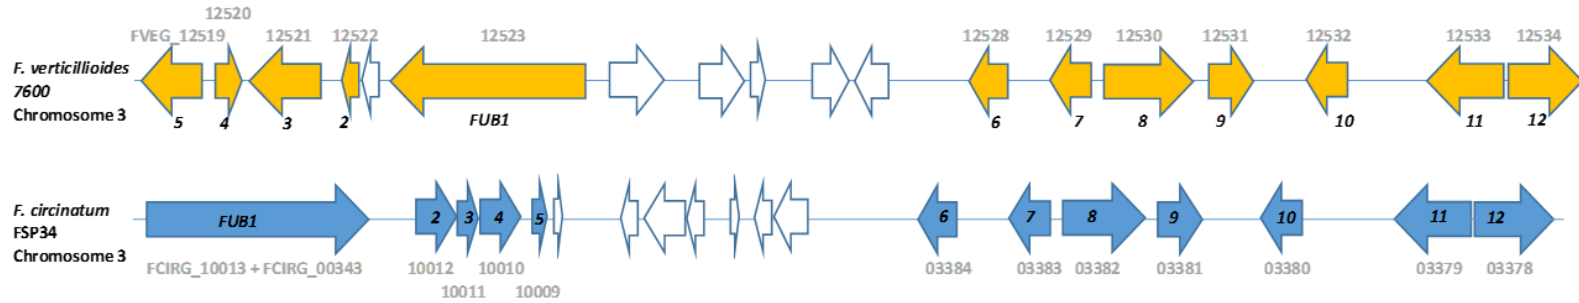 12520
FVEG_12519 12521 12522 12523 12528 12529 12530 12531 12532 12533 12534
F. verticillioides
7600
Chromosome 3
5 4 3 2 FUB1 6 7 8 9 10 11 12
F. circinatum
FSP34
Chromosome 3
FUB1 2 3 4 5 6 7 8 9 10 11 12
FCIRG_10013 + FCIRG_00343 10012 10010 03384 03383 03382 03381 03380 03379 03378
10011 10009